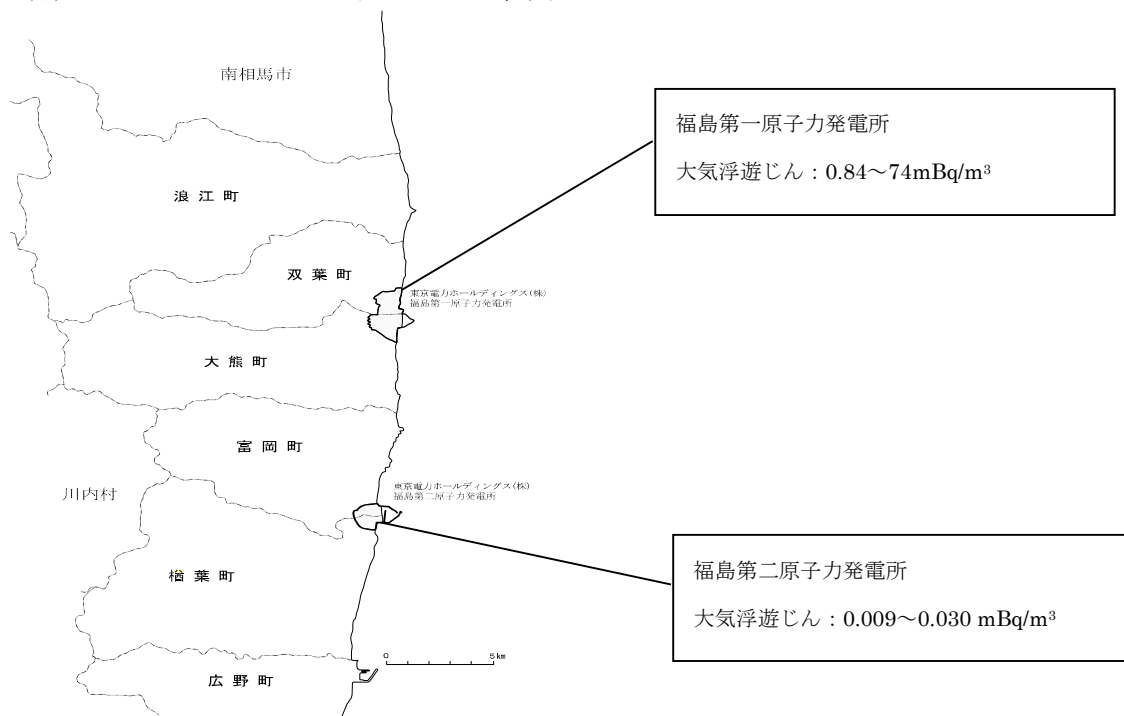 南相馬市
福島第一原子力発電所
大気浮遊じん：0.84～74mBq/m³
浪江町
双葉町
東京電力ホールディングス(株)
福島第一原子力発電所
大熊町
富岡町
東京電力ホールディングス(株)
福島第二原子力発電所
川内村
福島第二原子力発電所
大気浮遊じん：0.009～0.030 mBq/m³
楢葉町
0 5km
広野町